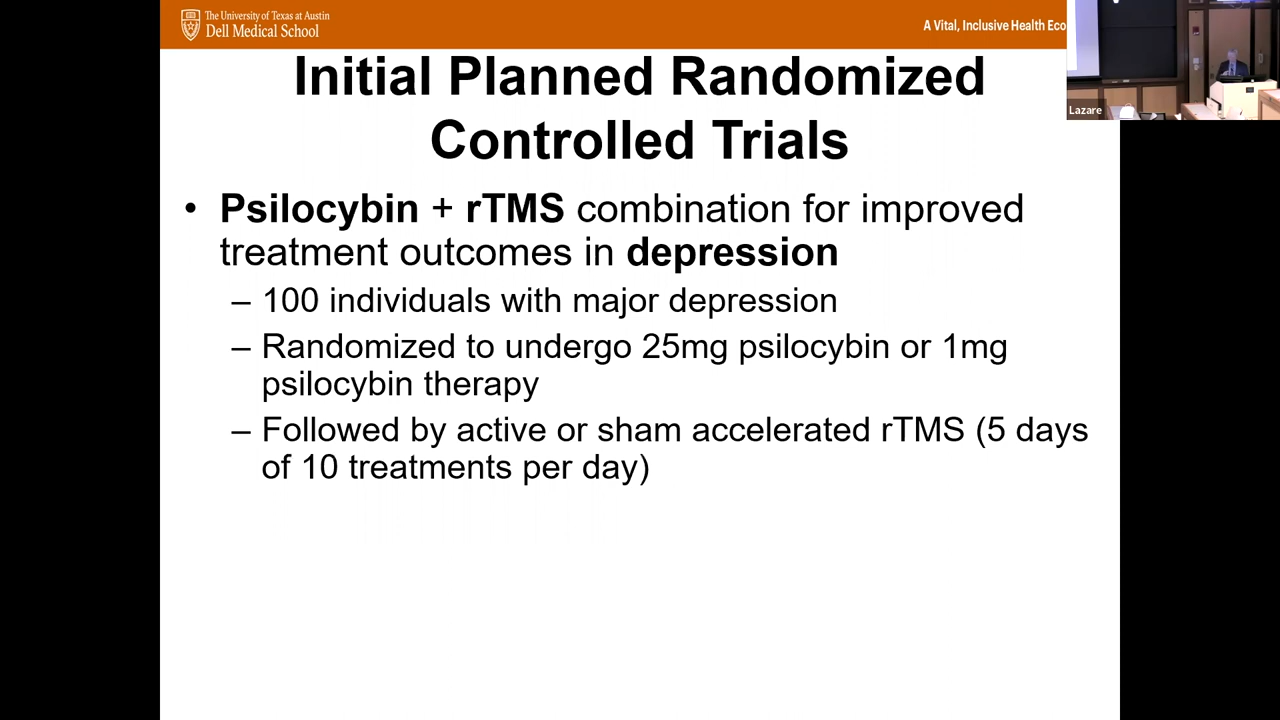 The University of Texas at Austin
Dell Medical School
A Vital, Inclusive Health Eco
Lazare
Initial Planned Randomized
Controlled Trials
• Psilocybin + rTMS combination for improved
treatment outcomes in depression
– 100 individuals with major depression
– Randomized to undergo 25mg psilocybin or 1mg
psilocybin therapy
– Followed by active or sham accelerated rTMS (5 days
of 10 treatments per day)